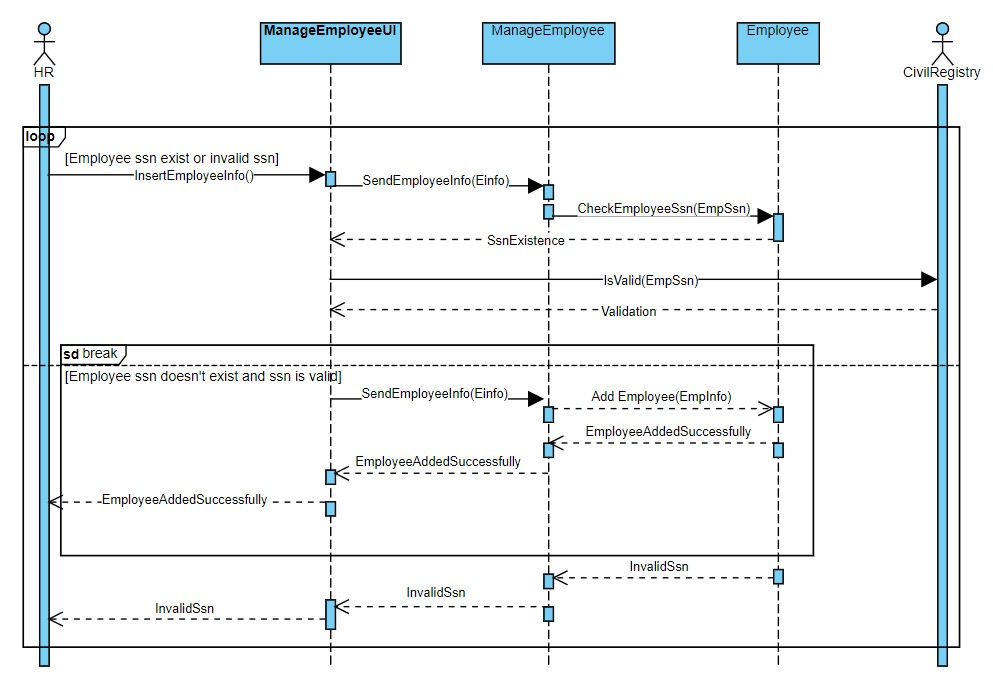 ManageEmployeeUI
ManageEmployee
Employee
HR
CivilRegistry
loop
[Employee ssn exist or invalid ssn]
InsertEmployeeInfo()
SendEmployeeInfo(Einfo)
CheckEmployeeSsn(EmpSsn)
SsnExistence
IsValid(EmpSsn)
Validation
sd break
[Employee ssn doesn't exist and ssn is valid]
SendEmployeeInfo(Einfo)
Add Employee(EmpInfo)
EmployeeAddedSuccessfully
EmployeeAddedSuccessfully
EmployeeAddedSuccessfully
InvalidSsn
InvalidSsn
InvalidSsn